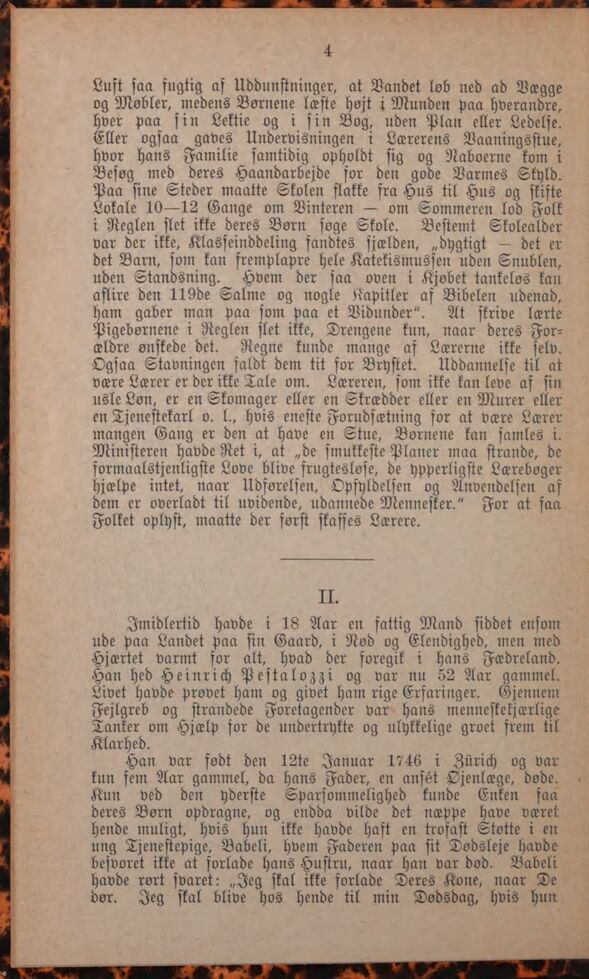 4
Luft saa fugtig af Uddunstninger, at Vandet løb ned ad Vægge
og Møbler, medens Børnene læste højt i Munden paa hverandre,
hver paa sin Lektie og i sin Bog, uden Plan eller Ledelse.
Eller ogsaa gaves Undervisningen i Lærerens Vaaningsstue,
hvor hans Familie samtidig opholdt sig og Naboerne kom i
Besøg med deres Haandarbejde for den gode Varmes Skyld.
Paa sine Steder maatte Skolen flakke fra Hus til Hus og skifte
Lokale 10—12 Gange om Vinteren — om Sommeren lod Folk
i Reglen slet ikke deres Børn søge Skole. Bestemt Skolealder
var der ikke, Klasseinddeling fandtes sjælden, „dygtigt — det er
det Barn, som kan fremplapre hele Katekismusen uden Snublen,
uden Standsning. Hvem der saa oven i Kjøbet tankeløs kan
aflire den 119de Salme og nogle Kapitler af Bibelen udenad,
ham gaber man paa som paa et Vidunder“. At skrive lærte
Pigebørnene i Reglen slet ikke, Drengene kun, naar deres For-
ældre ønskede det. Regne kunde mange af Lærerne ikke selv.
Ogsaa Stavningen faldt dem tit for Brystet. Uddannelse til at
være Lærer er der ikke Tale om. Læreren, som ikke kan leve af sin
usle Løn, er en Skomager eller en Skrædder eller en Murer eller
en Tjenestekarl o. l., hvis eneste Forudsætning for at være Lærer
mangen Gang er den at have en Stue, Børnene kan samles i.
Ministeren havde Ret i, at „de smukkeste Planer maa strande, de
formaalstjenligste Love blive frugtesløse, de ypperligste Lærebøger
hjælpe intet, naar Udførelsen, Opfyldelsen og Anvendelsen af
dem er overladt til uvidende, udannede Mennesker.“ For at faa
Folket oplyst, maatte der først skaffes Lærere.
II.
Imidlertid havde i 18 Aar en fattig Mand siddet ensom
ude paa Landet paa sin Gaard, i Nød og Elendighed, men med
Hjærtet varmt for alt, hvad der foregik i hans Fædreland.
Han hed Heinrich Pestalozzi og var nu 52 Aar gammel.
Livet havde prøvet ham og givet ham rige Erfaringer. Gjennem
Fejlgreb og strandede Foretagender var hans menneskekjærlige
Tanker om Hjælp for de undertrykte og ulykkelige groet frem til
Klarhed.
Han var født den 12te Januar 1746 i Zürich og var
kun fem Aar gammel, da hans Fader, en ansét Øjenlæge, døde.
Kun ved den yderste Sparsommelighed kunde Enken faa
deres Børn opdragne, og endda vilde det næppe have været
hende muligt, hvis hun ikke havde haft en trofast Støtte i en
ung Tjenestepige, Babeli, hvem Faderen paa sit Dødsleje havde
besvoret ikke at forlade hans Hustru, naar han var død. Babeli
havde rørt svaret: „Jeg skal ikke forlade Deres Kone, naar De
dør. Jeg skal blive hos hende til min Dødsdag, hvis hun